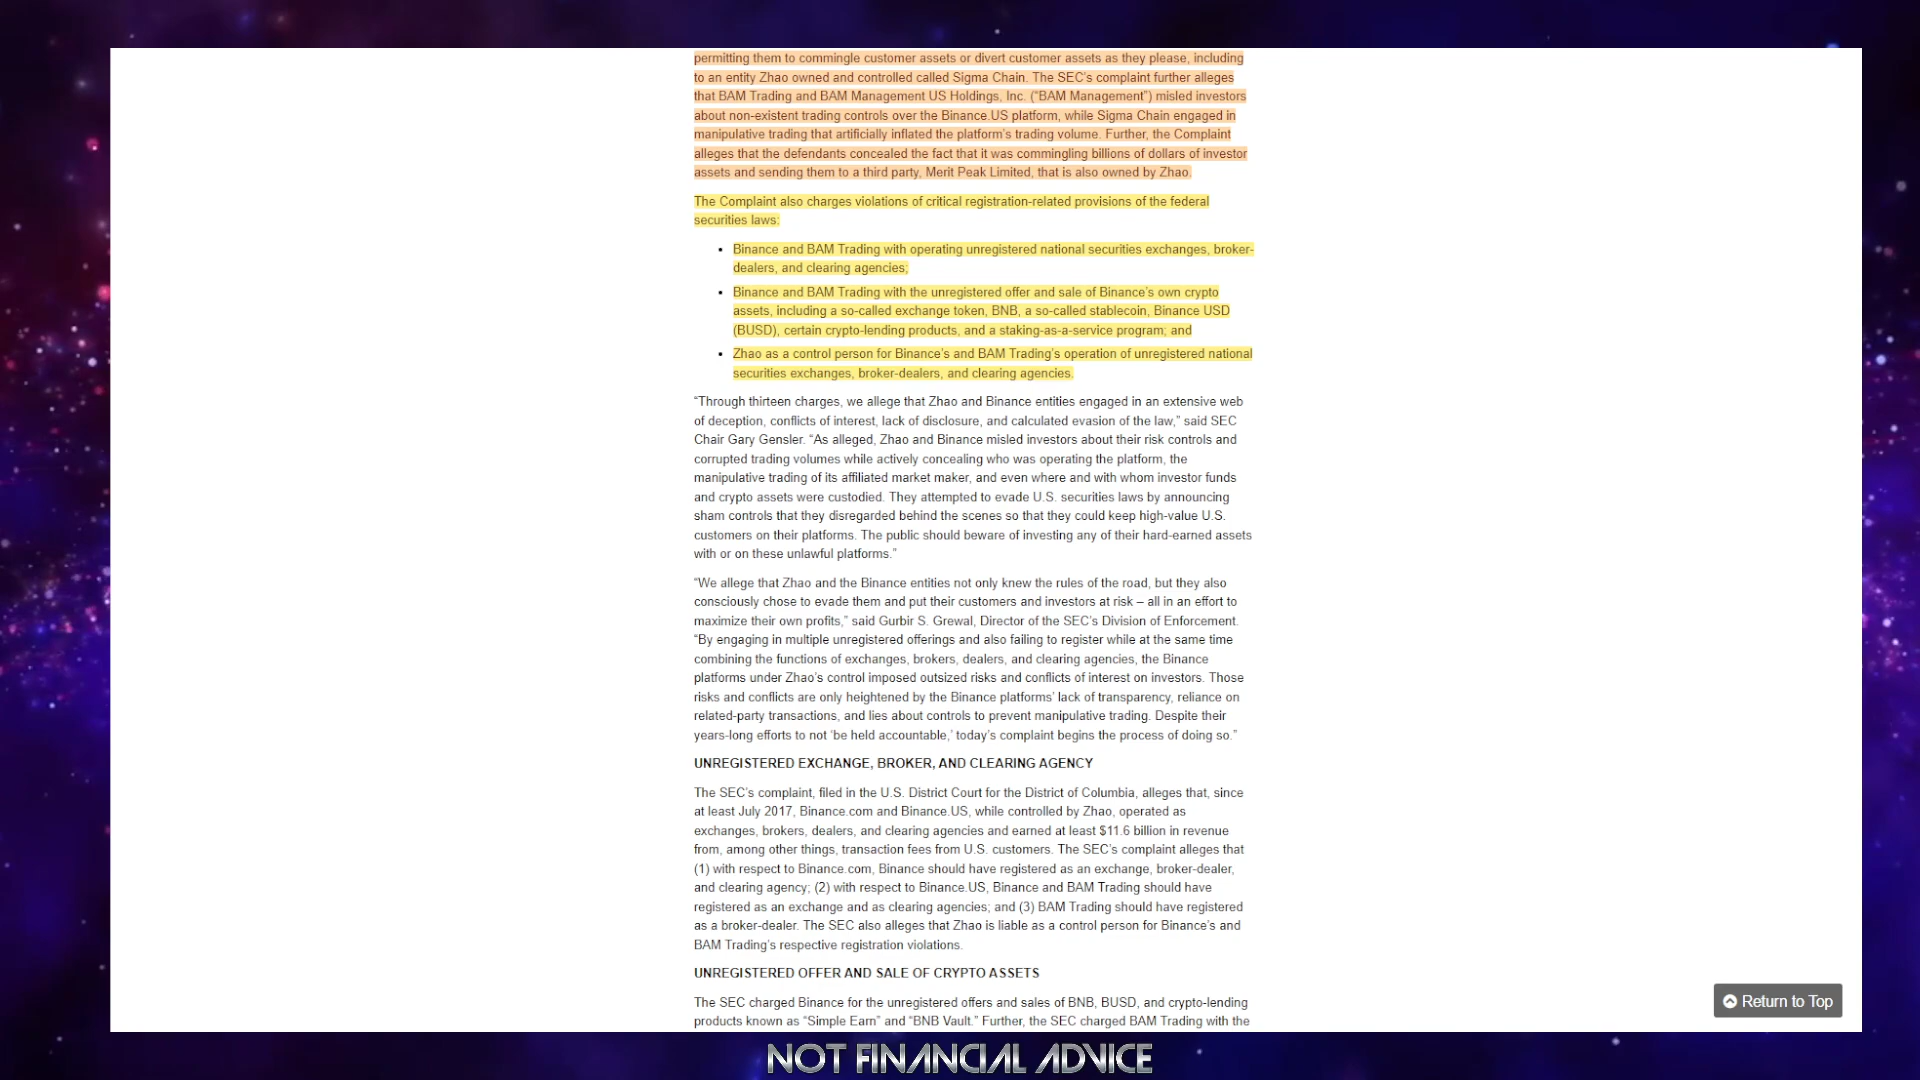 permitting them to commingle customer assets or divert customer assets as they please, including
to an entity Zhao owned and controlled called Sigma Chain. The SEC’s complaint further alleges
that BAM Trading and BAM Management US Holdings, Inc. (“BAM Management”) misled investors
about non-existent trading controls over the Binance.US platform, while Sigma Chain engaged in
manipulative trading that artificially inflated the platform’s trading volume. Further, the Complaint
alleges that the defendants concealed the fact that it was commingling billions of dollars of investor
assets and sending them to a third party, Merit Peak Limited, that is also owned by Zhao.
The Complaint also charges violations of critical registration-related provisions of the federal
securities laws:
• Binance and BAM Trading with operating unregistered national securities exchanges, broker-
dealers, and clearing agencies;
• Binance and BAM Trading with the unregistered offer and sale of Binance’s own crypto
assets, including a so-called exchange token, BNB, a so-called stablecoin, Binance USD
(BUSD), certain crypto-lending products, and a staking-as-a-service program; and
• Zhao as a control person for Binance’s and BAM Trading’s operation of unregistered national
securities exchanges, broker-dealers, and clearing agencies.
“Through thirteen charges, we allege that Zhao and Binance entities engaged in an extensive web
of deception, conflicts of interest, lack of disclosure, and calculated evasion of the law,” said SEC
Chair Gary Gensler. “As alleged, Zhao and Binance misled investors about their risk controls and
corrupted trading volumes while actively concealing who was operating the platform, the
manipulative trading of its affiliated market maker, and even where and with whom investor funds
and crypto assets were custodied. They attempted to evade U.S. securities laws by announcing
sham controls that they disregarded behind the scenes so that they could keep high-value U.S.
customers on their platforms. The public should beware of investing any of their hard-earned assets
with or on these unlawful platforms.”
“We allege that Zhao and the Binance entities not only knew the rules of the road, but they also
consciously chose to evade them and put their customers and investors at risk – all in an effort to
maximize their own profits,” said Gurbir S. Grewal, Director of the SEC’s Division of Enforcement.
“By engaging in multiple unregistered offerings and also failing to register while at the same time
combining the functions of exchanges, brokers, dealers, and clearing agencies, the Binance
platforms under Zhao’s control imposed outsized risks and conflicts of interest on investors. Those
risks and conflicts are only heightened by the Binance platforms’ lack of transparency, reliance on
related-party transactions, and lies about controls to prevent manipulative trading. Despite their
years-long efforts to not ‘be held accountable,’ today’s complaint begins the process of doing so.”
UNREGISTERED EXCHANGE, BROKER, AND CLEARING AGENCY
The SEC’s complaint, filed in the U.S. District Court for the District of Columbia, alleges that, since
at least July 2017, Binance.com and Binance.US, while controlled by Zhao, operated as
exchanges, brokers, dealers, and clearing agencies and earned at least $11.6 billion in revenue
from, among other things, transaction fees from U.S. customers. The SEC’s complaint alleges that
(1) with respect to Binance.com, Binance should have registered as an exchange, broker-dealer,
and clearing agency; (2) with respect to Binance.US, Binance and BAM Trading should have
registered as an exchange and as clearing agencies; and (3) BAM Trading should have registered
as a broker-dealer. The SEC also alleges that Zhao is liable as a control person for Binance’s and
BAM Trading’s respective registration violations.
UNREGISTERED OFFER AND SALE OF CRYPTO ASSETS
The SEC charged Binance for the unregistered offers and sales of BNB, BUSD, and crypto-lending
products known as “Simple Earn” and “BNB Vault.” Further, the SEC charged BAM Trading with the
Return to Top
NOT FINANCIAL ADVICE